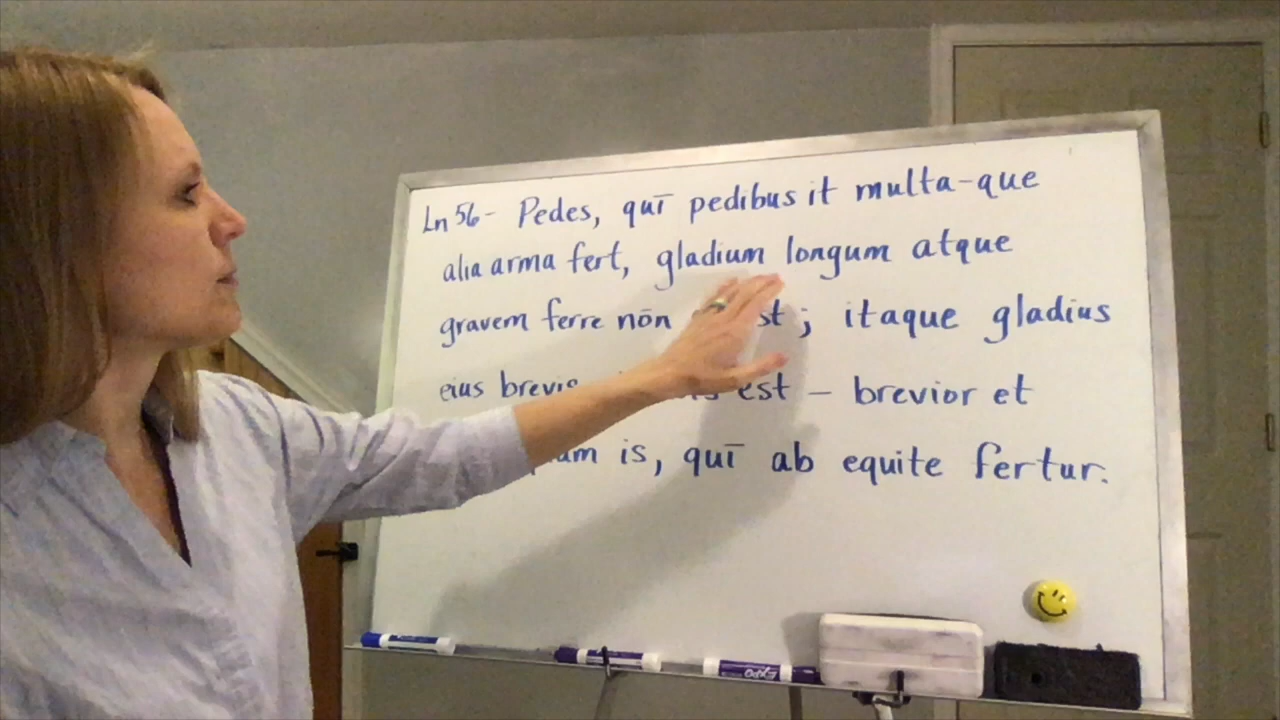 Ln 56 - Pedes, quī pedibus it multa-que
alia arma fert, gladium longum atque
gravem ferre nōn st; itaque gladius
eius brevis est – brevior et
is, quī ab equite fertur.
EXPO